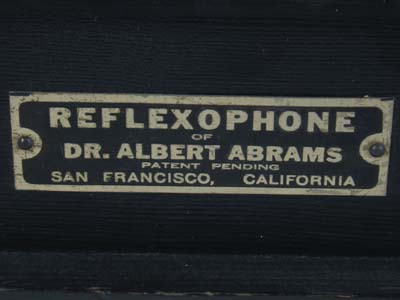 REFLEXOPHONE
OF
DR. ALBERT ABRAMS
PATENT PENDING
SAN FRANCISCO, CALIFORNIA